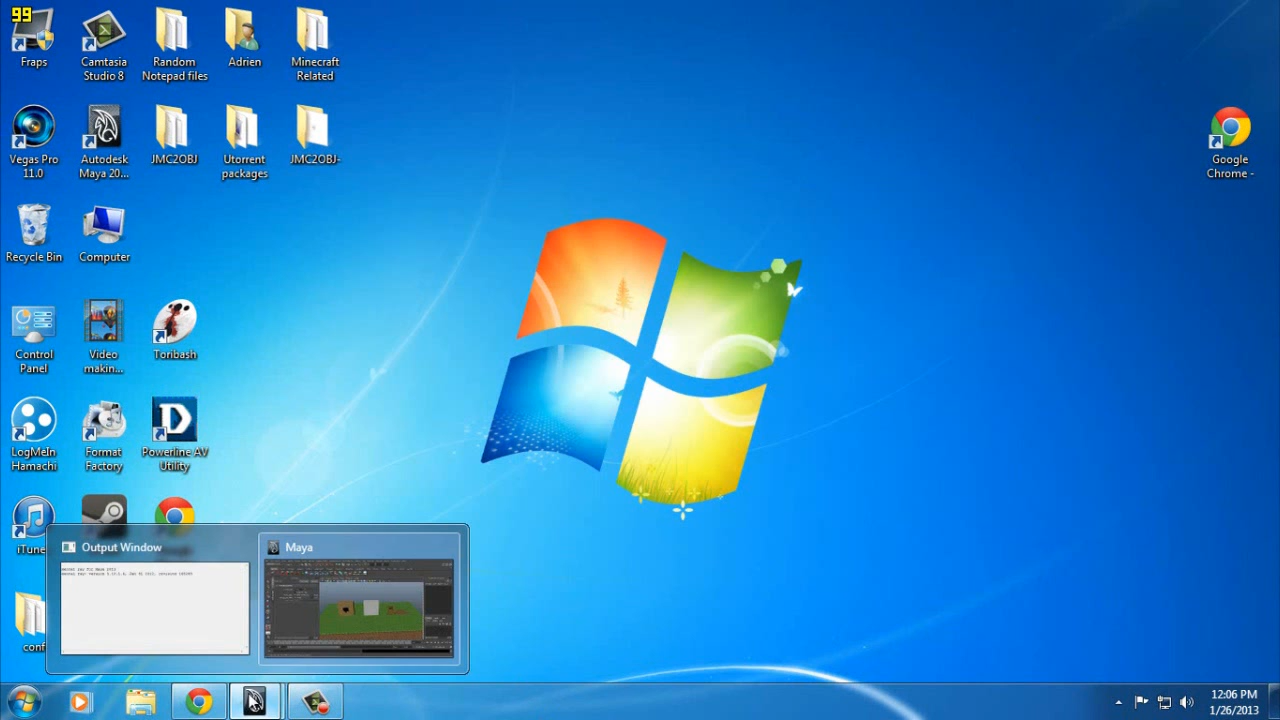 99
Fraps
Camtasia
Studio 8
Random
Notepad files
Adrien
Minecraft
Related
Vegas Pro
11.0
Autodesk
Maya 20...
JMC2OBJ
Utorrent
packages
JMC2OBJ-
Google
Chrome -
Recycle Bin
Computer
Control
Panel
Video
makin...
Toribash
LogMeIn
Hamachi
Format
Factory
Powerline AV
Utility
iTune
Output Window
Maya
conf
12:06 PM
1/26/2013